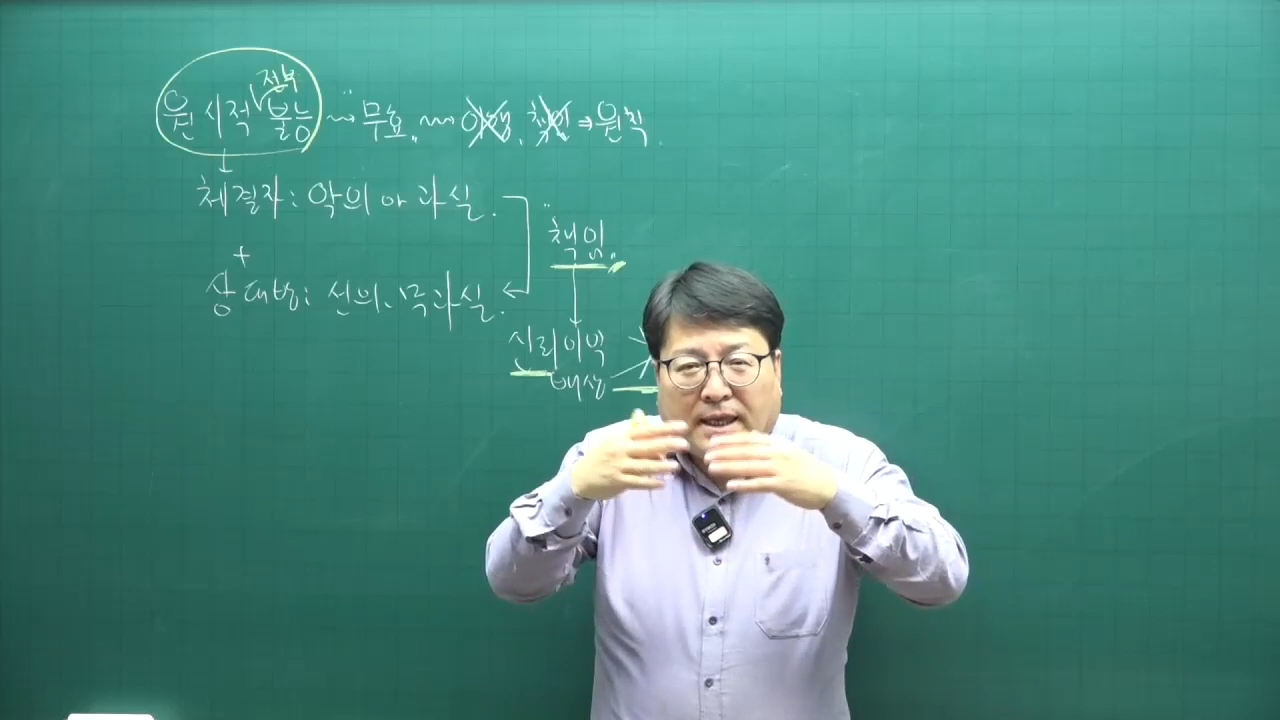 전부
원시적 불능 → 무효 → 이행, 책임 ⇒ 원칙.
체결자: 악의 or 과실.
책임
+
상대방: 선의, 무과실.
신뢰이익
배상